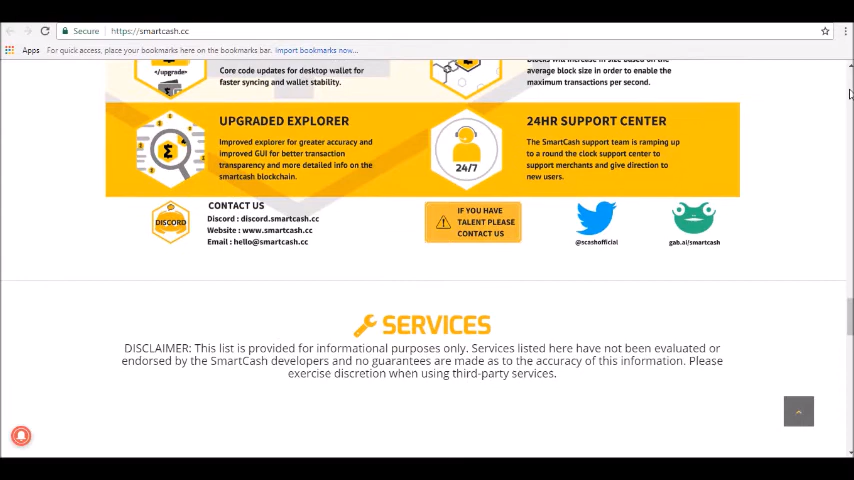 Secure
https://smartcash.cc
Apps
For quick access, place your bookmarks here on the bookmarks bar. Import bookmarks now...
</upgrade>
Core code updates for desktop wallet for
faster syncing and wallet stability.
average block size in order to enable the
maximum transactions per second.
UPGRADED EXPLORER
Improved explorer for greater accuracy and
improved GUI for better transaction
transparency and more detailed info on the
smartcash blockchain.
24/7
24HR SUPPORT CENTER
The SmartCash support team is ramping up
to a round the clock support center to
support merchants and give direction to
new users.
DISCORD
CONTACT US
Discord : discord.smartcash.cc
Website : www.smartcash.cc
Email : hello@smartcash.cc
IF YOU HAVE
TALENT PLEASE
CONTACT US
@scashofficial
gab.ai/smartcash
SERVICES
DISCLAIMER: This list is provided for informational purposes only. Services listed here have not been evaluated or
endorsed by the SmartCash developers and no guarantees are made as to the accuracy of this information. Please
exercise discretion when using third-party services.